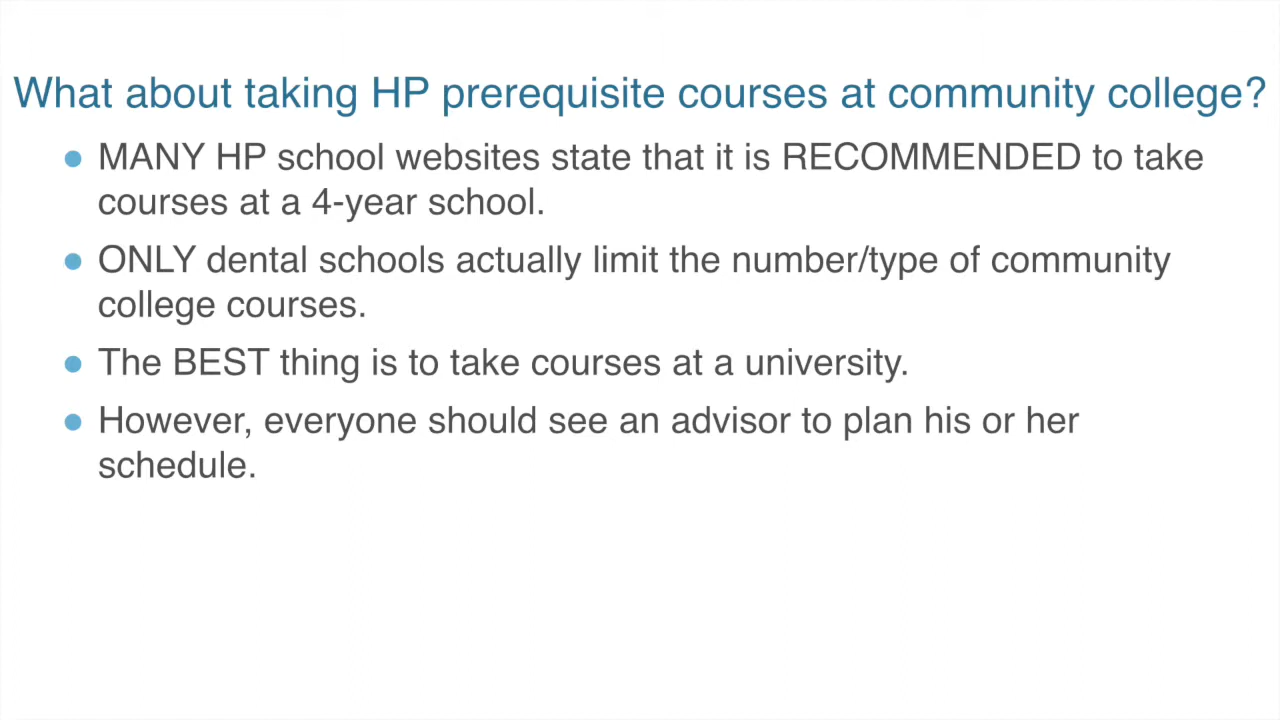 What about taking HP prerequisite courses at community college?
● MANY HP school websites state that it is RECOMMENDED to take
courses at a 4-year school.
● ONLY dental schools actually limit the number/type of community
college courses.
● The BEST thing is to take courses at a university.
● However, everyone should see an advisor to plan his or her
schedule.